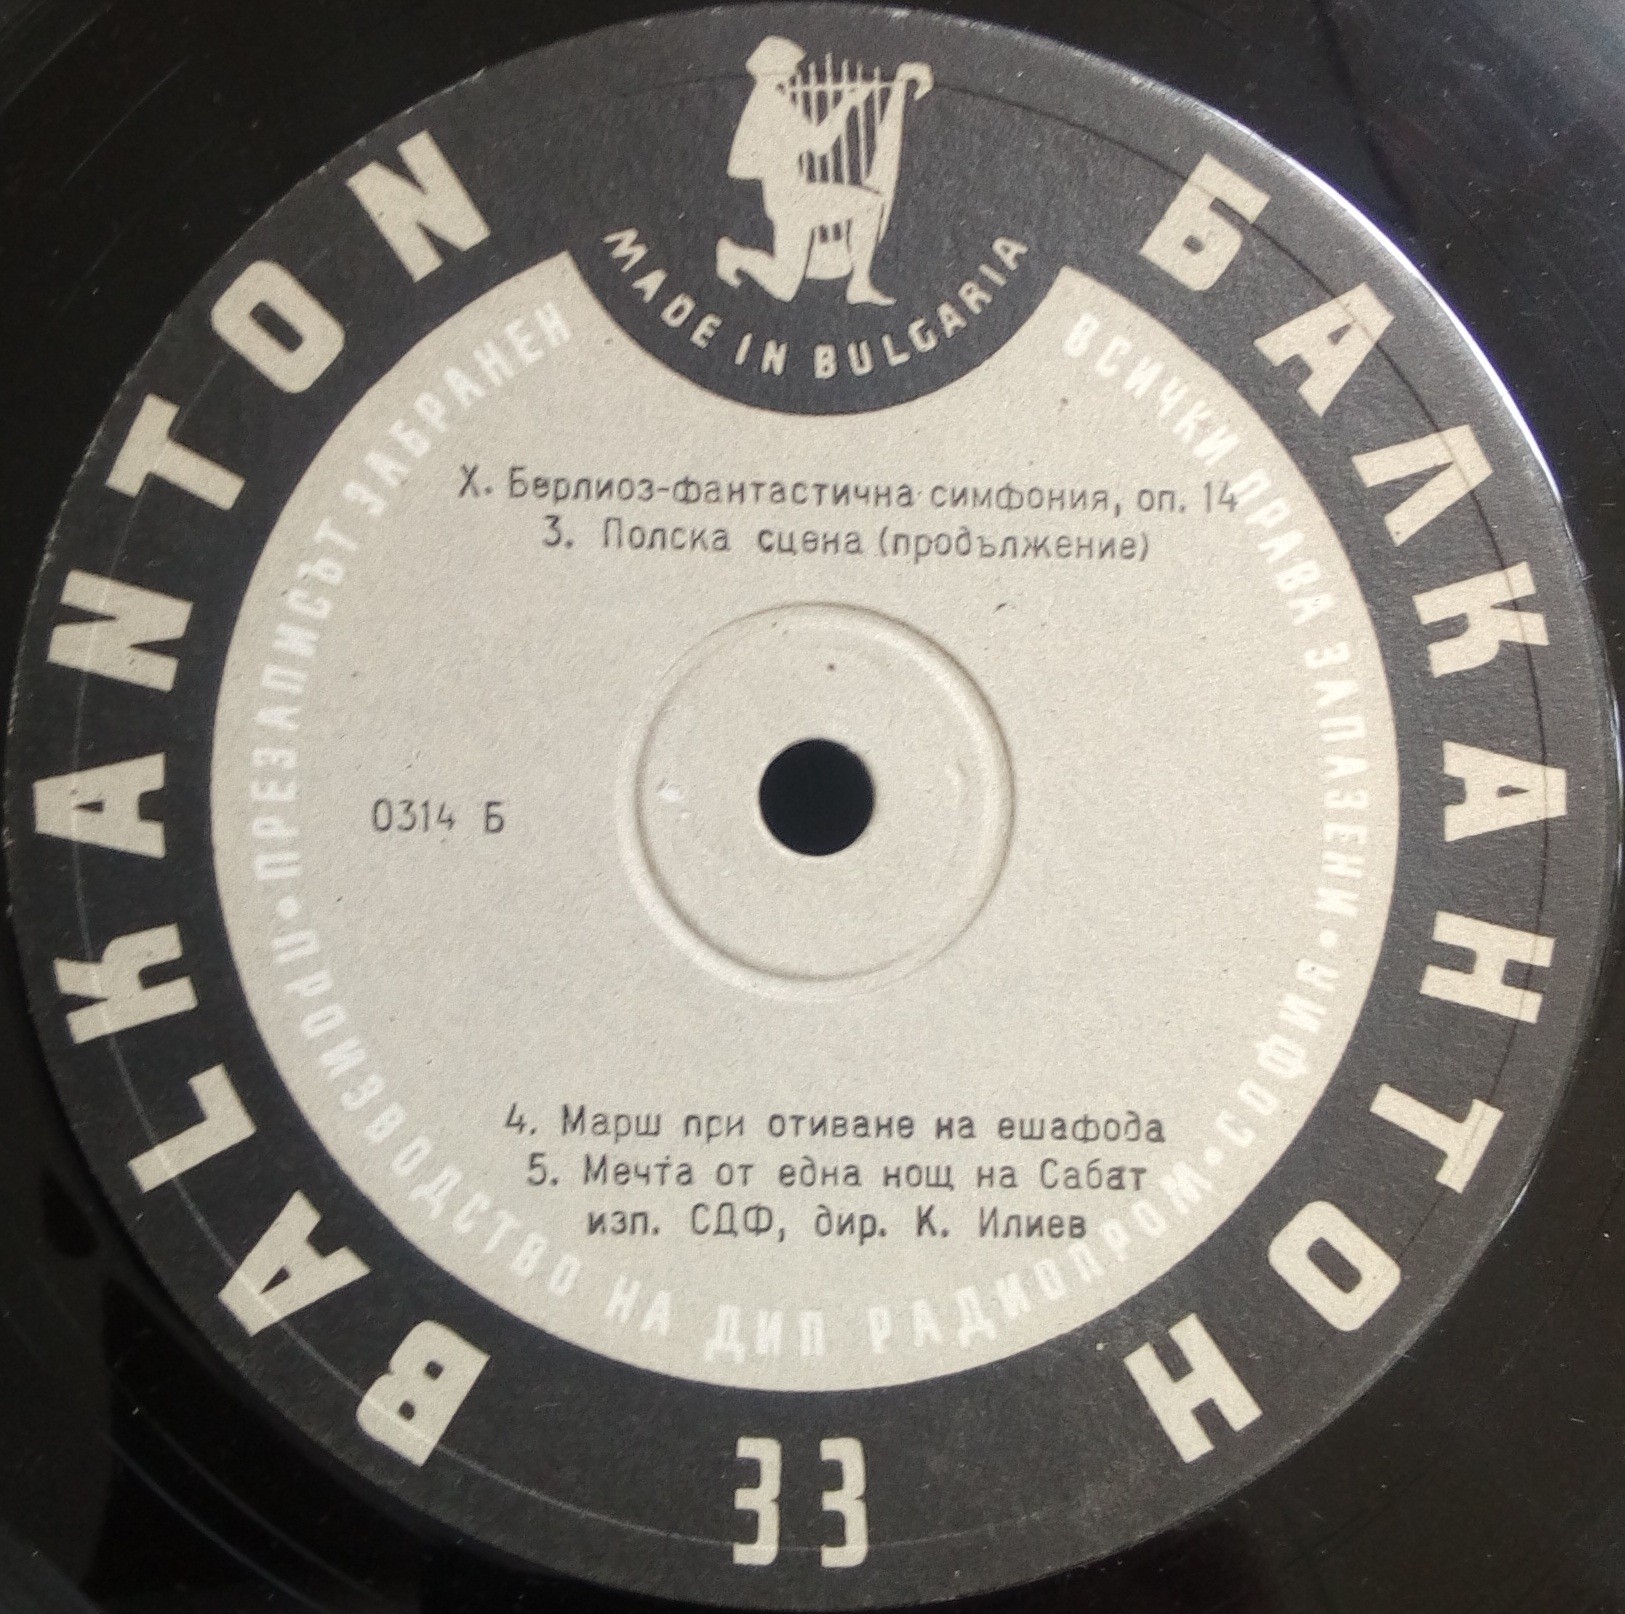 BALKANTON
БАЛКАНТОН
MADE IN BULGARIA
ВСИЧКИ ПРАВА ЗАПАЗЕНИ • СОФИЯ • ПРОИЗВОДСТВО НА ДИП РАДИОПРОМ • ПРЕЗАПИСЪТ ЗАБРАНЕН
Х. Берлиоз-фантастична симфония, оп. 14
3. Полска сцена (продължение)
0314 Б
4. Марш при отиване на ешафода
5. Мечта от една нощ на Сабат
изп. СДФ, дир. К. Илиев
33